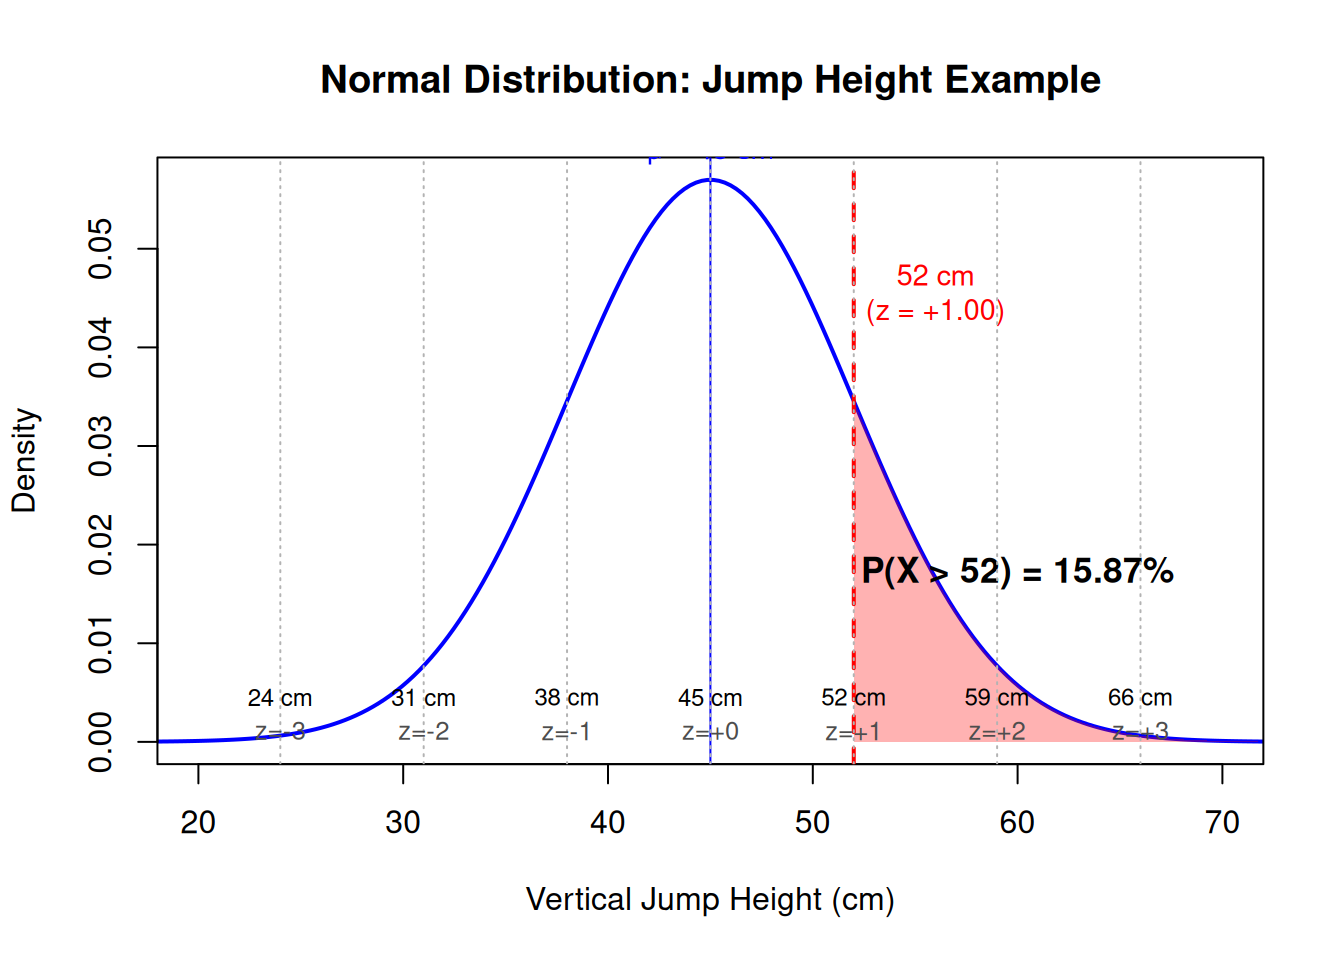 Normal Distribution: Jump Height Example
52 cm
(z = +1.00)
P(X > 52) = 15.87%
24 cm
31 cm
38 cm
45 cm
52 cm
59 cm
66 cm
z=-3
z=-2
z=-1
z=+0
z=+1
z=+2
z=+3
Density
0.00
0.01
0.02
0.03
0.04
0.05
20
30
40
50
60
70
Vertical Jump Height (cm)